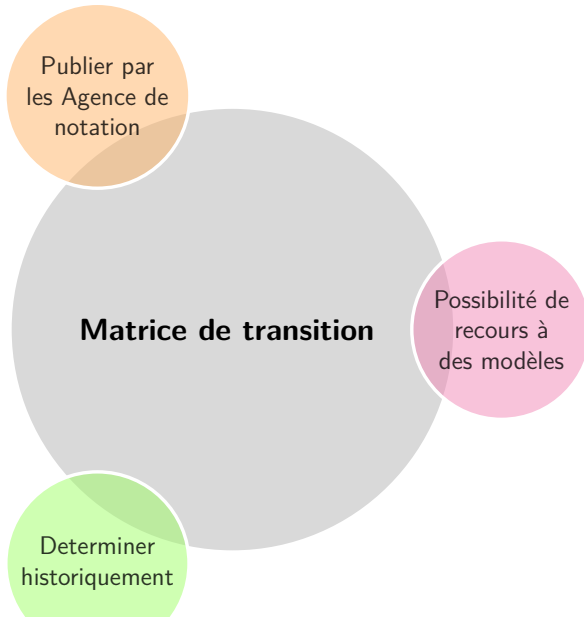 Publier par
les Agence de
notation
Matrice de transition
Possibilité de
recours à
des modèles
Determiner
historiquement